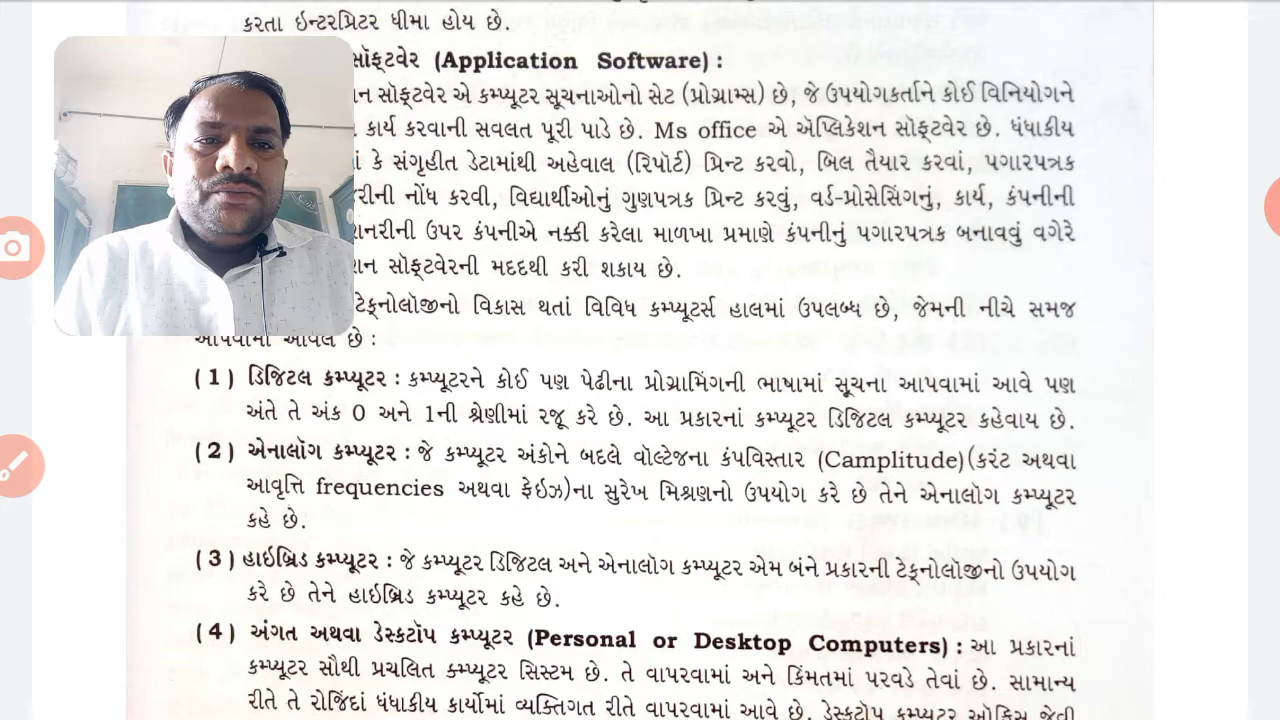 કરતા ઇન્ટરપ્રિટર ધીમા હોય છે.
સૉફ્ટવેર (Application Software) :
ન સૉફ્ટવેર એ કમ્પ્યૂટર સૂચનાઓનો સેટ (પ્રોગ્રામ્સ) છે, જે ઉપયોગકર્તાને કોઈ વિનિયોગને
કાર્ય કરવાની સવલત પૂરી પાડે છે. Ms office એ ઍપ્લિકેશન સૉફ્ટવેર છે. ધંધાકીય
કે સંગૃહીત ડેટામાંથી અહેવાલ (રિપૉર્ટ) પ્રિન્ટ કરવો, બિલ તૈયાર કરવાં, પગારપત્રક
રીની નોંધ કરવી, વિદ્યાર્થીઓનું ગુણપત્રક પ્રિન્ટ કરવું, વર્ડ-પ્રોસેસિંગનું, કાર્ય, કંપનીની
નરીની ઉપર કંપનીએ નક્કી કરેલા માળખા પ્રમાણે કંપનીનું પગારપત્રક બનાવવું વગેરે
ન સૉફ્ટવેરની મદદથી કરી શકાય છે.
ટેક્નોલૉજીનો વિકાસ થતાં વિવિધ કમ્પ્યૂટર્સ હાલમાં ઉપલબ્ધ છે, જેમની નીચે સમજ
આપવામાં આવેલ છે :
(1) ડિજિટલ કમ્પ્યૂટર : કમ્પ્યૂટરને કોઈ પણ પેઢીના પ્રોગ્રામિંગની ભાષામાં સૂચના આપવામાં આવે પણ
અંતે તે અંક 0 અને 1ની શ્રેણીમાં રજૂ કરે છે. આ પ્રકારનાં કમ્પ્યૂટર ડિજિટલ કમ્પ્યૂટર કહેવાય છે.
(2) એનાલૉગ કમ્પ્યૂટર : જે કમ્પ્યૂટર અંકોને બદલે વૉલ્ટેજના કંપવિસ્તાર (Camplitude)(કરંટ અથવા
આવૃત્તિ frequencies અથવા ફેઇઝ)ના સુરેખ મિશ્રણનો ઉપયોગ કરે છે તેને એનાલૉગ કમ્પ્યૂટર
કહે છે.
(3) હાઇબ્રિડ કમ્પ્યૂટર : જે કમ્પ્યૂટર ડિજિટલ અને એનાલૉગ કમ્પ્યૂટર એમ બંને પ્રકારની ટેક્નોલૉજીનો ઉપયોગ
કરે છે તેને હાઇબ્રિડ કમ્પ્યૂટર કહે છે.
(4) અંગત અથવા ડેસ્કટૉપ કમ્પ્યૂટર (Personal or Desktop Computers) : આ પ્રકારનાં
કમ્પ્યૂટર સૌથી પ્રચલિત કમ્પ્યૂટર સિસ્ટમ છે. તે વાપરવામાં અને કિંમતમાં પરવડે તેવાં છે. સામાન્ય
રીતે તે રોજિંદાં ધંધાકીય કાર્યોમાં વ્યક્તિગત રીતે વાપરવામાં આવે છે. ડેસ્કટૉપ કમ્પ્યૂટર ઑફિસ જેવી